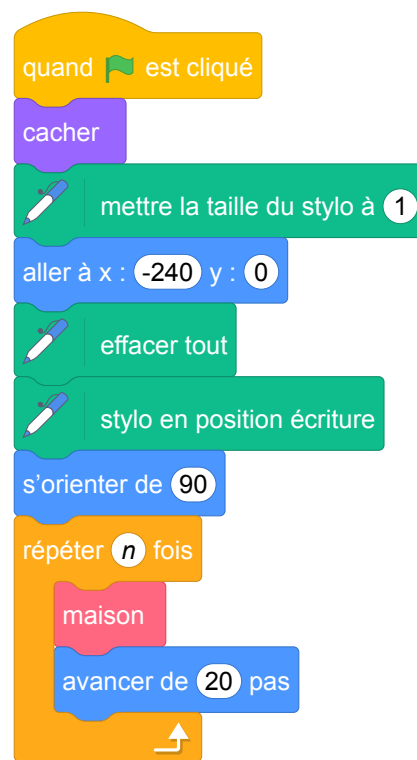 quand est cliqué
cacher
mettre la taille du stylo à 1
aller à x : -240 y : 0
effacer tout
stylo en position écriture
s'orienter de 90
répéter n fois
maison
avancer de 20 pas